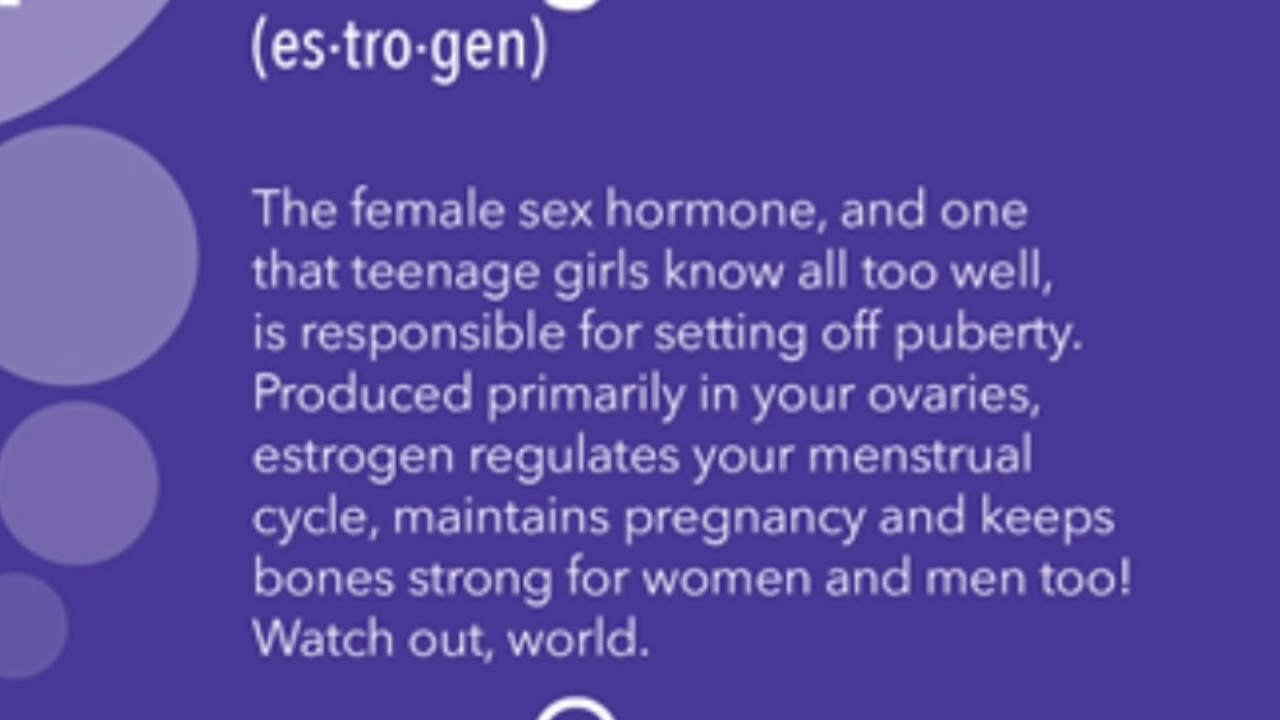 (es·tro·gen)
The female sex hormone, and one
that teenage girls know all too well,
is responsible for setting off puberty.
Produced primarily in your ovaries,
estrogen regulates your menstrual
cycle, maintains pregnancy and keeps
bones strong for women and men too!
Watch out, world.